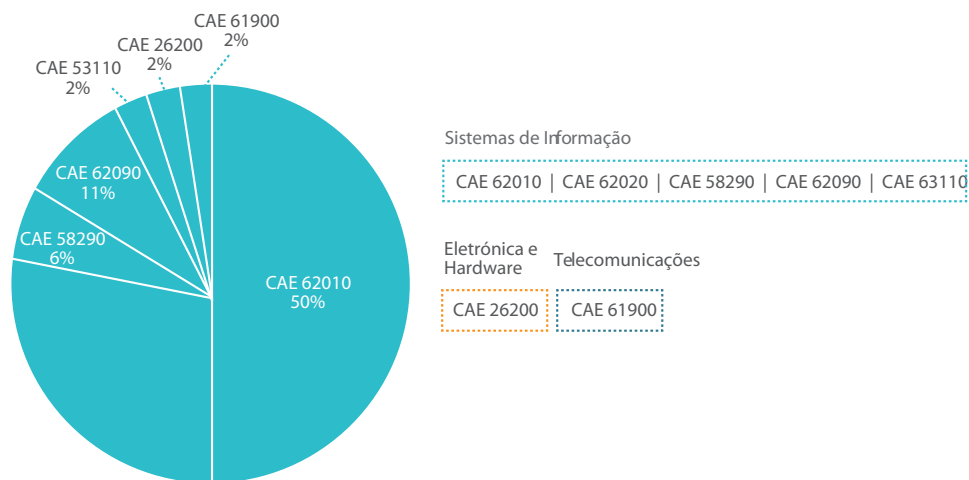 CAE 61900
2%
CAE 26200
2%
CAE 53110
2%
CAE 62090
11%
CAE 58290
6%
CAE 62010
50%
Sistemas de Informação
CAE 62010 | CAE 62020 | CAE 58290 | CAE 62090 | CAE 63110
Eletrónica e
Hardware
Telecomunicações
CAE 26200
CAE 61900